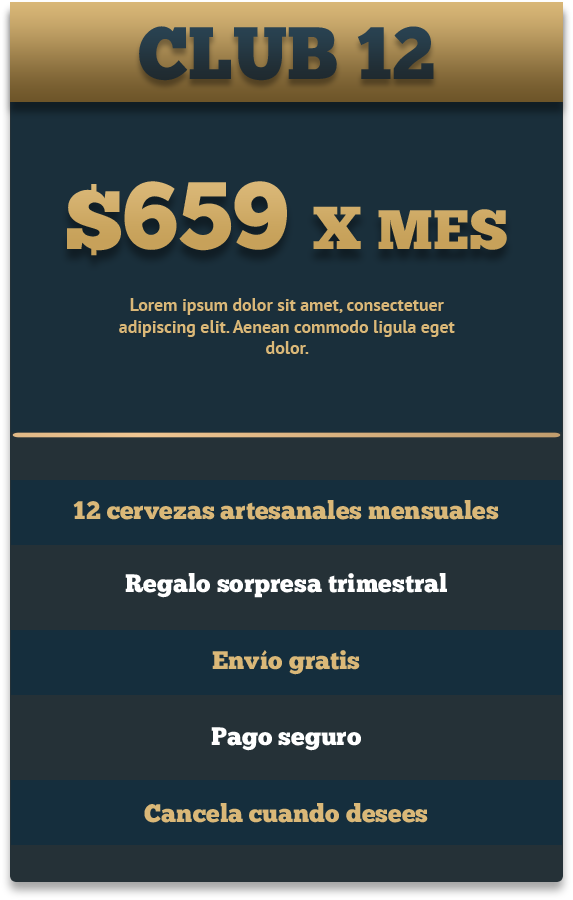 CLUB 12
$659 X MES
Lorem ipsum dolor sit amet, consectetuer
adipiscing elit. Aenean commodo ligula eget
dolor.
12 cervezas artesanales mensuales
Regalo sorpresa trimestral
Envío gratis
Pago seguro
Cancela cuando desees